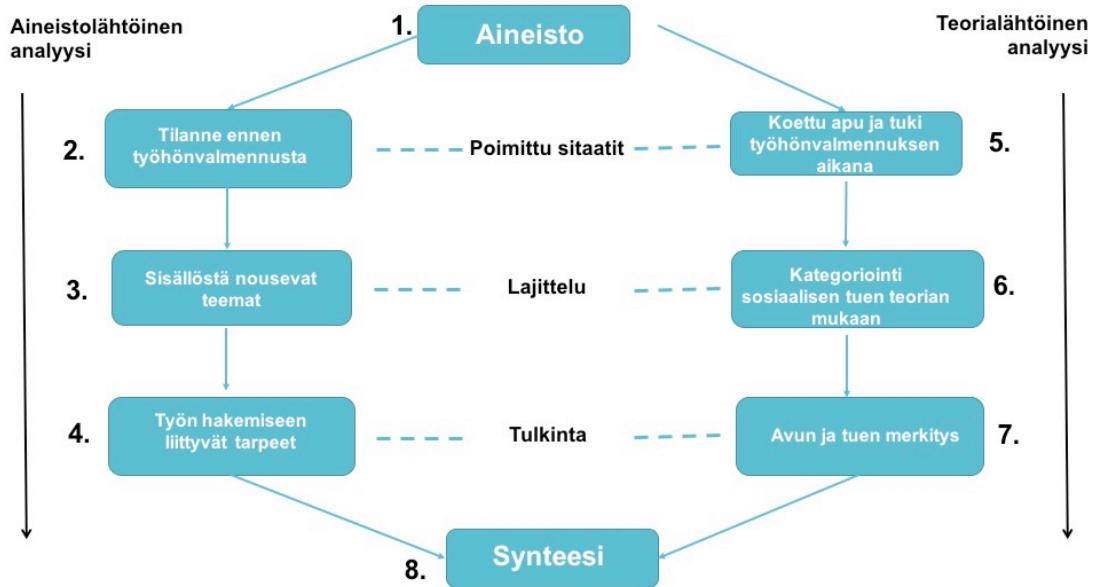 Aineistolähtöinen
analyysi
1.
Aineisto
Teorialähtöinen
analyysi
2.
Tilanne ennen
työhönvalmennusta
Poimittu sitaatit
Koettu apu ja tuki
työhönvalmennuksen
aikana
5.
3.
Sisällöstä nousevat
teemat
Lajittelu
Kategoriointi
sosiaalisen tuen teorian
mukaan
6.
4.
Työn hakemiseen
liittyvät tarpeet
Tulkinta
Avun ja tuen merkitys
7.
8.
Synteesi